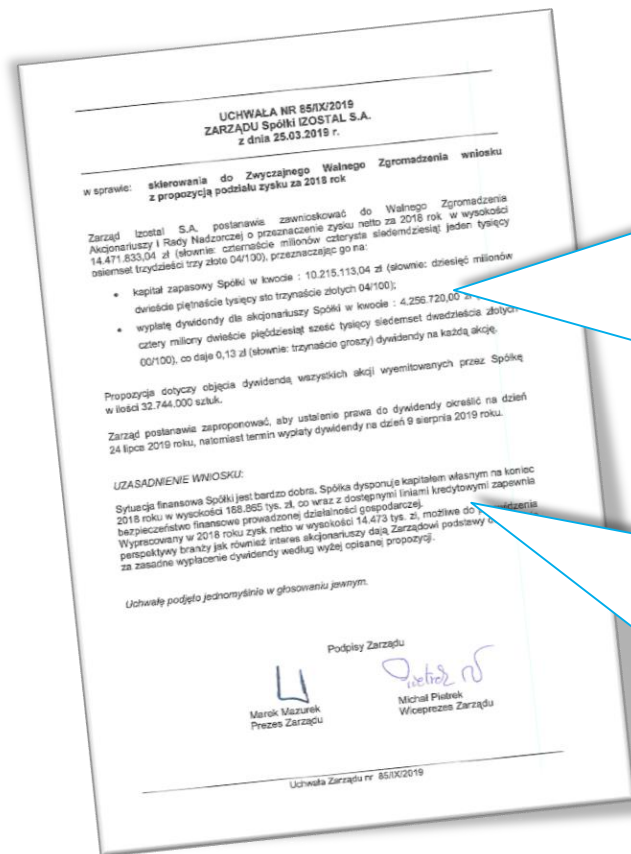 UCHWAŁA NR 85/IX/2019
ZARZĄDU Spółki IZOSTAL S.A.
z dnia 25.03.2019 r.
w sprawie: skierowania do Zwyczajnego Walnego Zgromadzenia wniosku
z propozycją podziału zysku za 2018 rok
Zarząd Izostal S.A. postanawia zawnioskować do Walnego Zgromadzenia
Akcjonariuszy i Rady Nadzorczej o przeznaczenie zysku netto za 2018 rok w wysokości
14.471.833,04 zł (słownie: czternaście milionów czterysta siedemdziesiąt jeden tysięcy
osiemset trzydzieści trzy złote 04/100), przeznaczając go na:
• kapitał zapasowy Spółki w kwocie : 10.215.113,04 zł (słownie: dziesięć milionów
dwieście piętnaście tysięcy sto trzynaście złotych 04/100);
• wypłatę dywidendy dla akcjonariuszy Spółki w kwocie : 4.256.720,00 zł
cztery miliony dwieście pięćdziesiąt sześć tysięcy siedemset dwadzieścia złotych
00/100), co daje 0,13 zł (słownie: trzynaście groszy) dywidendy na każdą akcję.
Propozycja dotyczy objęcia dywidendą wszystkich akcji wyemitowanych przez Spółkę
w ilości 32.744.000 sztuk.
Zarząd postanawia zaproponować, aby ustalenie prawa do dywidendy określić na dzień
24 lipca 2019 roku, natomiast termin wypłaty dywidendy na dzień 9 sierpnia 2019 roku.
UZASADNIENIE WNIOSKU:
Sytuacja finansowa Spółki jest bardzo dobra. Spółka dysponuje kapitałem własnym na koniec
2018 roku w wysokości 188.865 tys. zł, co wraz z dostępnymi liniami kredytowymi zapewnia
bezpieczeństwo finansowe prowadzonej działalności gospodarczej.
Wypracowany w 2018 roku zysk netto w wysokości 14.473 tys. zł, możliwe do
perspektywy branży jak również interes akcjonariuszy dają Zarządowi podstawy
za zasadne wypłacenie dywidendy według wyżej opisanej propozycji.
Uchwałę podjęto jednomyślnie w głosowaniu jawnym.
Podpisy Zarządu
Pietrek
Marek Mazurek
Prezes Zarządu
Michał Pietrek
Wiceprezes Zarządu
Uchwała Zarządu nr 85/IX/2019